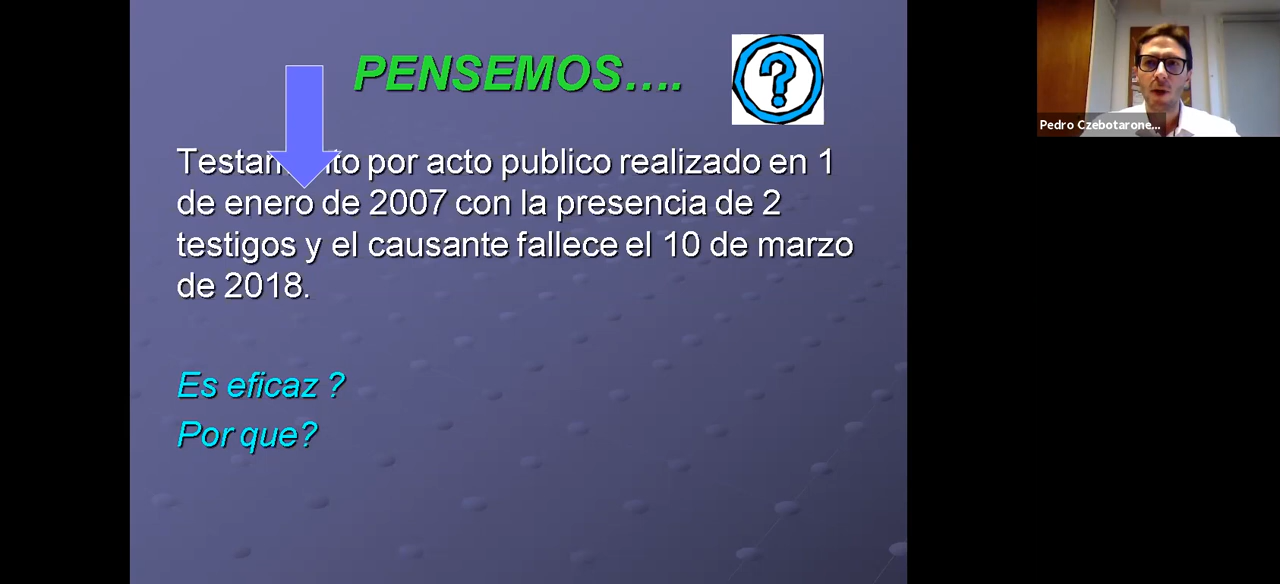 PENSEMOS....
?
Testamento por acto publico realizado en 1
de enero de 2007 con la presencia de 2
testigos y el causante fallece el 10 de marzo
de 2018.
Es eficaz ?
Por que?
Pedro Czebotarone...